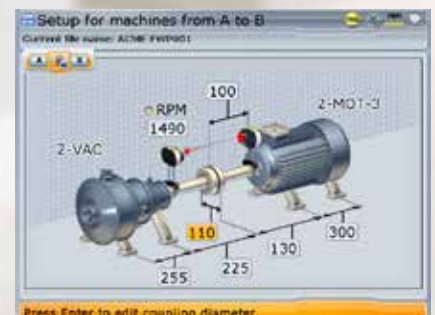 Setup for machines from A to B
Current file name: ACME FWP001
100
RPM
1490
2-VAC
2-MOT-3
110
255
225
130
300
Press Enter to edit coupling diameter